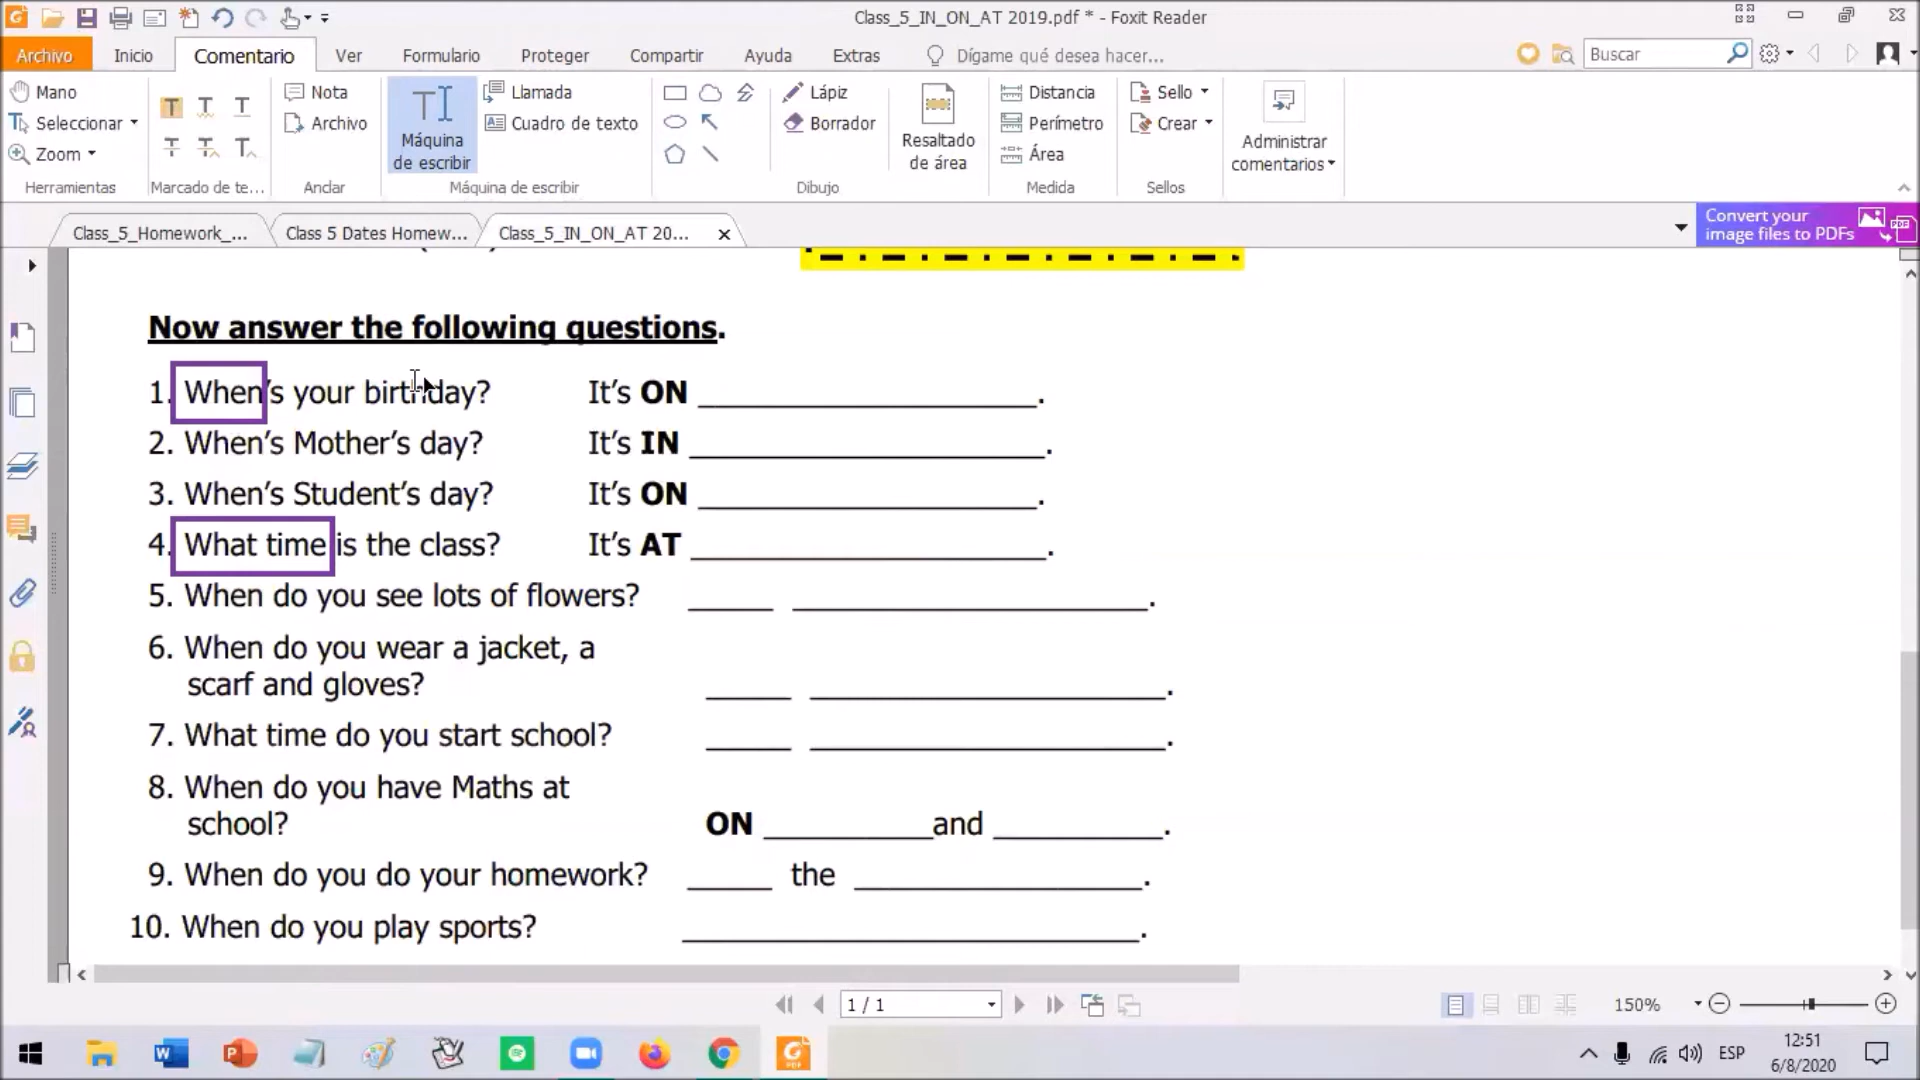 Class_5_IN_ON_AT 2019.pdf * - Foxit Reader
Archivo Inicio Comentario Ver Formulario Proteger Compartir Ayuda Extras Dígame qué desea hacer... Buscar
Mano Nota Llamada Lápiz Distancia Sello
Seleccionar Archivo Cuadro de texto Borrador Perímetro Crear
Zoom Máquina de escribir Resaltado de área Área Administrar comentarios
Herramientas Marcado de te... Anclar Máquina de escribir Dibujo Medida Sellos
Class_5_Homework_... Class 5 Dates Homew... Class_5_IN_ON_AT 20...
Convert your
image files to PDFs
Now answer the following questions.
1. When's your birthday? It's ON ____________________.
2. When's Mother's day? It's IN _____________________.
3. When's Student's day? It's ON ____________________.
4. What time is the class? It's AT _____________________.
5. When do you see lots of flowers? _____ _____________________.
6. When do you wear a jacket, a
scarf and gloves? _____ _____________________.
7. What time do you start school? _____ _____________________.
8. When do you have Maths at
school? ON __________and __________.
9. When do you do your homework? _____ the _________________.
10. When do you play sports? ___________________________.
1 / 1
150%
ESP
12:51
6/8/2020